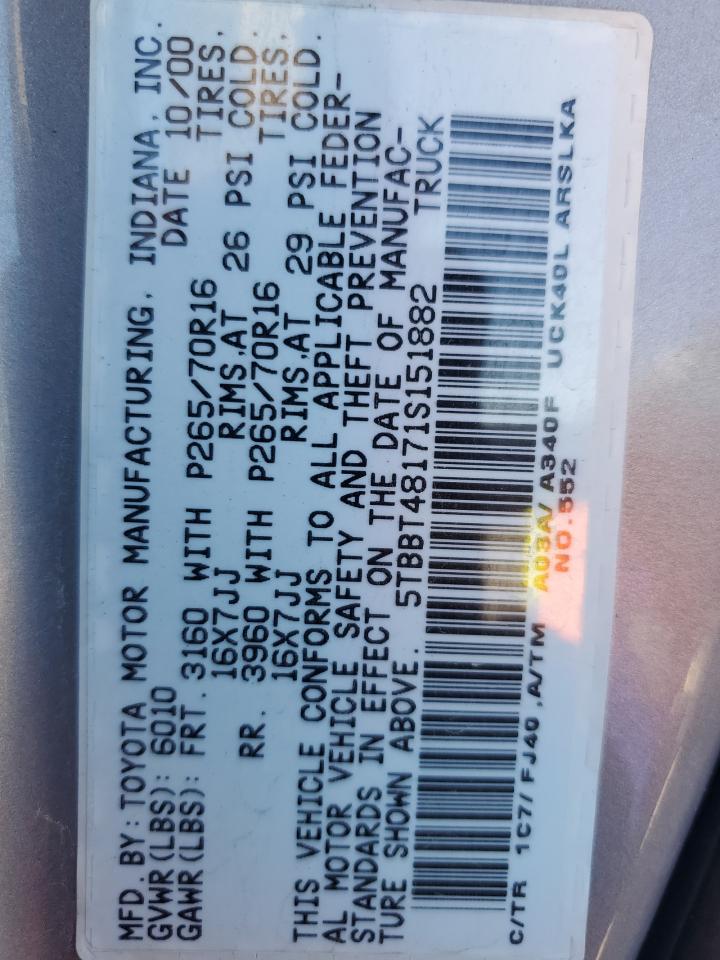 MFD. BY: TOYOTA MOTOR MANUFACTURING, INDIANA, INC.
GVWR(LBS): 6010 DATE 10/00
GAWR(LBS): FRT. 3160 WITH P265/70R16 TIRES,
16X7JJ RIMS,AT 26 PSI COLD.
RR. 3960 WITH P265/70R16 TIRES,
16X7JJ RIMS,AT 29 PSI COLD.
THIS VEHICLE CONFORMS TO ALL APPLICABLE FEDER-
AL MOTOR VEHICLE SAFETY AND THEFT PREVENTION
STANDARDS IN EFFECT ON THE DATE OF MANUFAC-
TURE SHOWN ABOVE. 5TBBT48171S151882 TRUCK
C/TR 1C7// FJ40 ,A/TM A03A/ A340F UCK40L ARSLKA
NO.552